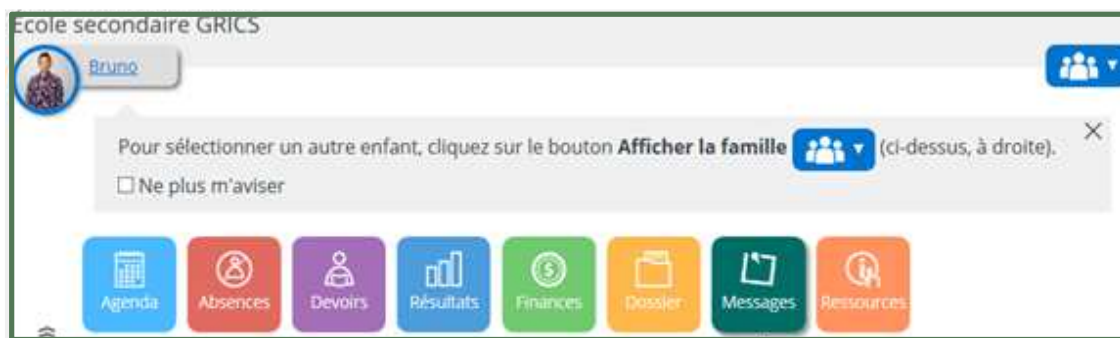 École secondaire GRICS
Bruno
Pour sélectionner un autre enfant, cliquez sur le bouton Afficher la famille (ci-dessus, à droite).
Ne plus m'aviser
Agenda Absences Devoirs Résultats Finances Dossier Messages Ressources